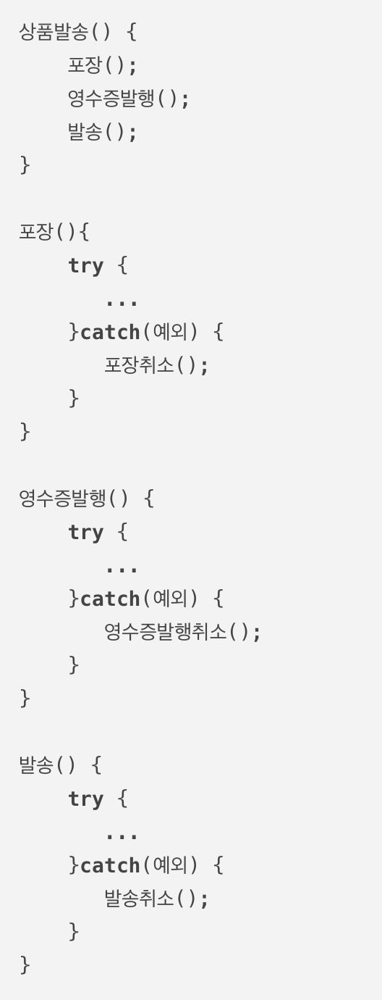 상품발송() {
    포장();
    영수증발행();
    발송();
}

포장(){
    try {
       ...
    }catch(예외) {
       포장취소();
    }
}

영수증발행() {
    try {
       ...
    }catch(예외) {
       영수증발행취소();
    }
}

발송() {
    try {
       ...
    }catch(예외) {
       발송취소();
    }
}